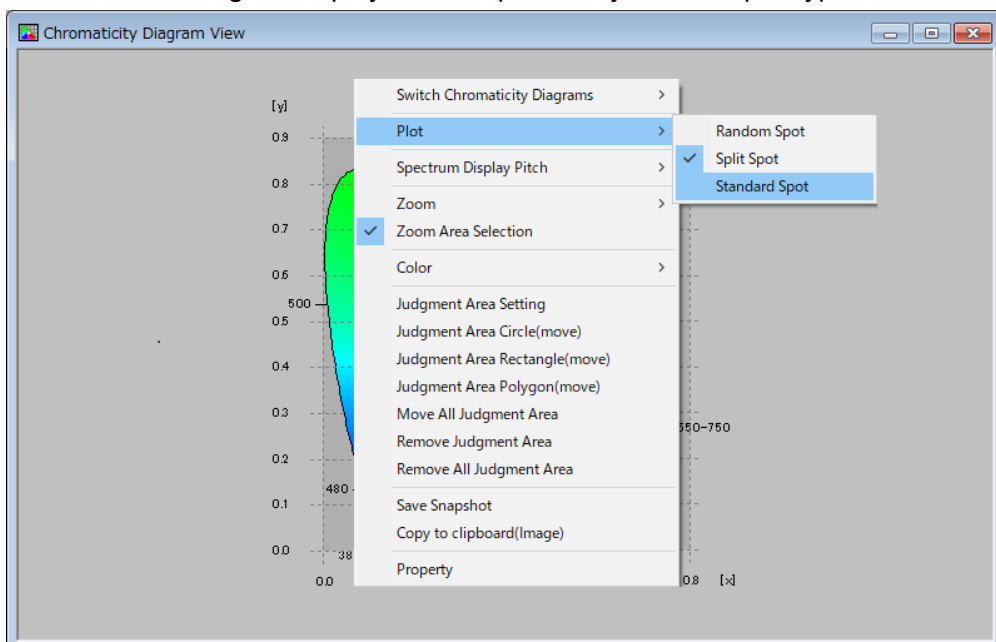 Chromaticity Diagram View
[y]
0.9
0.8
0.7
0.6
500
0.5
0.4
0.3
0.2
480
0.1
0.0
38
0.0
Switch Chromaticity Diagrams
Plot
Spectrum Display Pitch
Zoom
Zoom Area Selection
Color
Judgment Area Setting
Judgment Area Circle(move)
Judgment Area Rectangle(move)
Judgment Area Polygon(move)
Move All Judgment Area
Remove Judgment Area
Remove All Judgment Area
Save Snapshot
Copy to clipboard(Image)
Property
Random Spot
Split Spot
Standard Spot
50-750
0.8 [x]